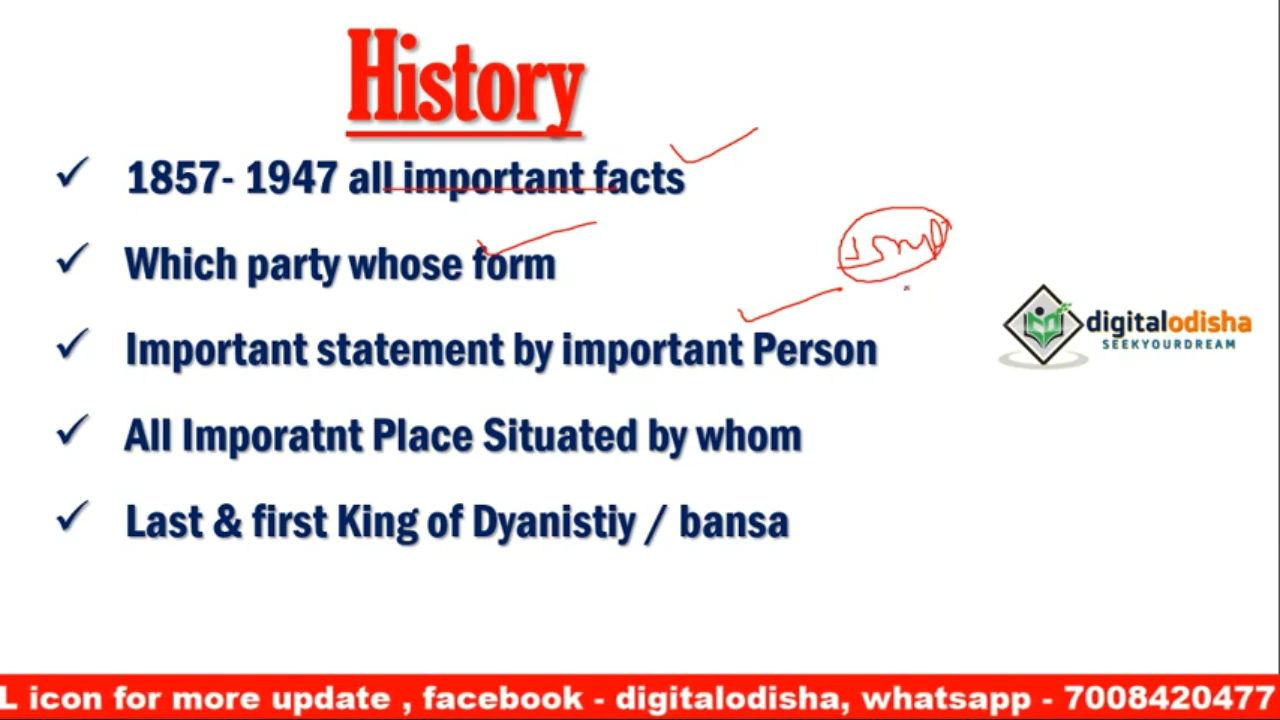 History
✓ 1857- 1947 all important facts
✓ Which party whose form
✓ Important statement by important Person
✓ All Imporatnt Place Situated by whom
✓ Last & first King of Dyanistiy / bansa
digitalodisha
SEEKYOURDREAM
L icon for more update , facebook - digitalodisha, whatsapp - 7008420477